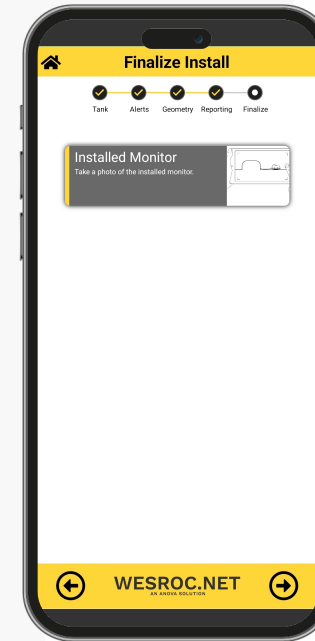 Finalize Install
Tank Alerts Geometry Reporting Finalize
Installed Monitor
Take a photo of the installed monitor.
WESROC.NET
AN ANOVA SOLUTION